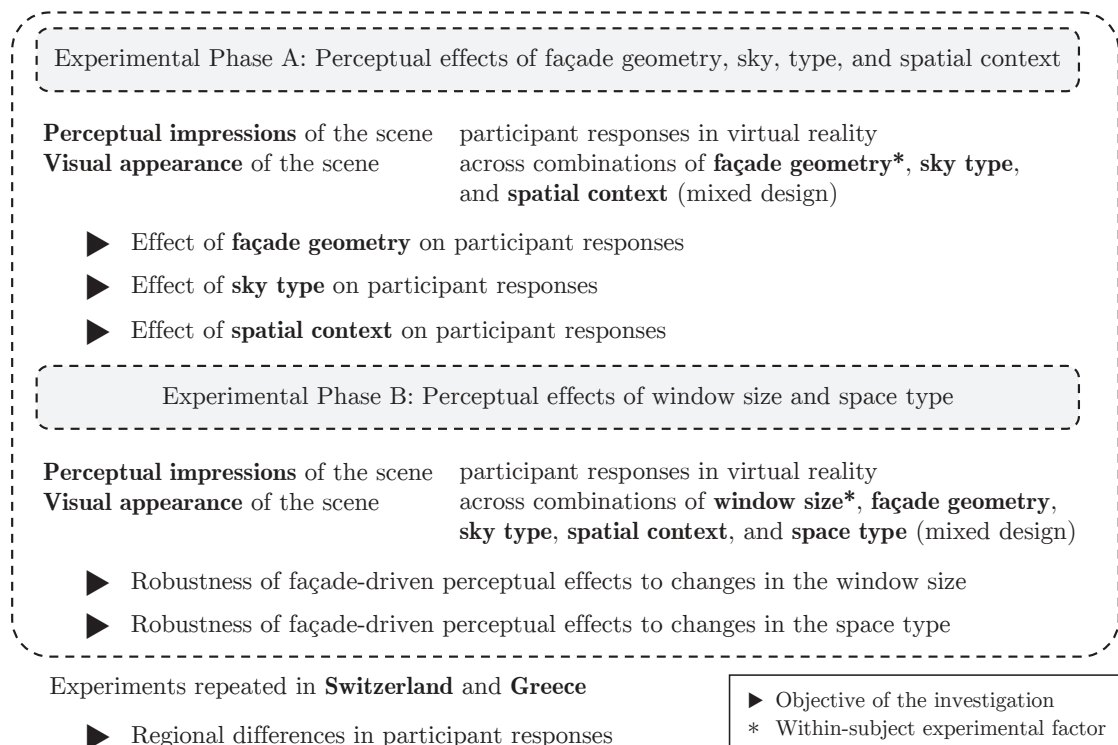 Experimental Phase A: Perceptual effects of façade geometry, sky, type, and spatial context
Perceptual impressions of the scene participant responses in virtual reality
Visual appearance of the scene across combinations of façade geometry*, sky type,
and spatial context (mixed design)
▶ Effect of façade geometry on participant responses
▶ Effect of sky type on participant responses
▶ Effect of spatial context on participant responses
Experimental Phase B: Perceptual effects of window size and space type
Perceptual impressions of the scene participant responses in virtual reality
Visual appearance of the scene across combinations of window size*, façade geometry,
sky type, spatial context, and space type (mixed design)
▶ Robustness of façade-driven perceptual effects to changes in the window size
▶ Robustness of façade-driven perceptual effects to changes in the space type
Experiments repeated in Switzerland and Greece
▶ Regional differences in participant responses
▶ Objective of the investigation
* Within-subject experimental factor